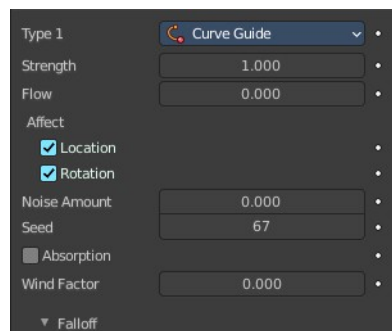 Type 1 Curve Guide
Strength 1.000
Flow 0.000
Affect
Location
Rotation
Noise Amount 0.000
Seed 67
Absorption
Wind Factor 0.000
Falloff